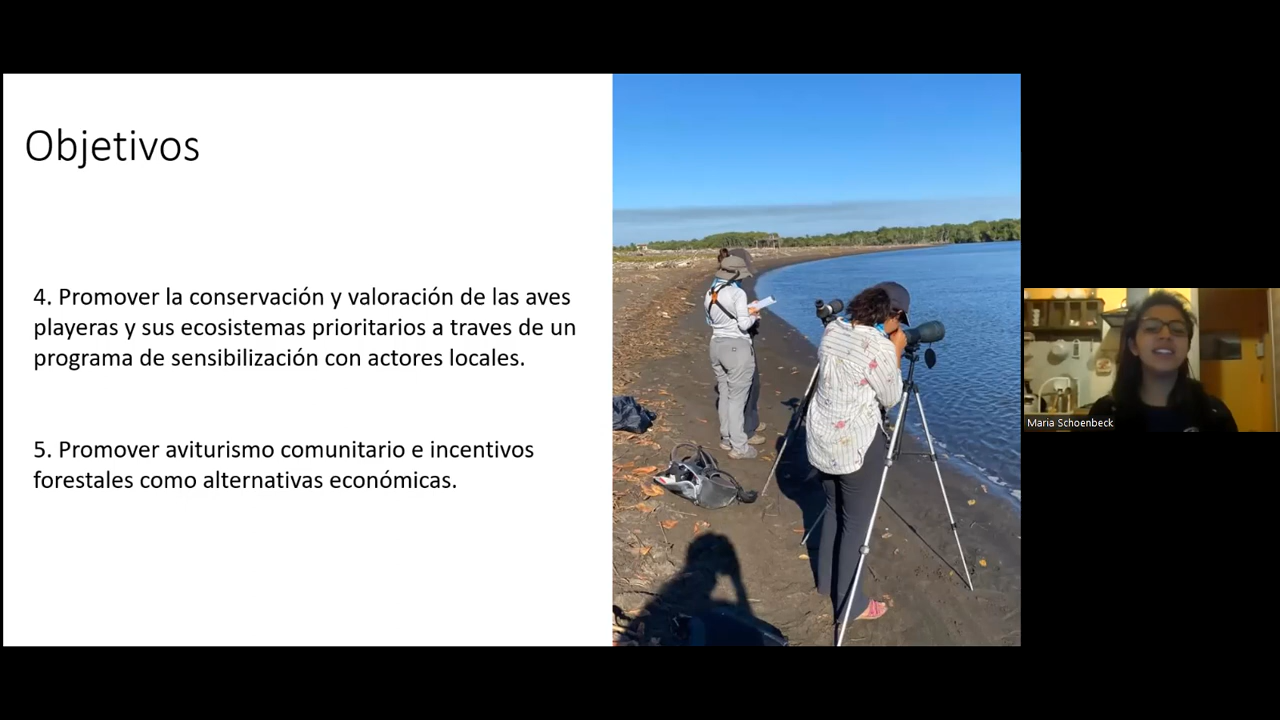 Objetivos
4. Promover la conservación y valoración de las aves
playeras y sus ecosistemas prioritarios a traves de un
programa de sensibilización con actores locales.
5. Promover aviturismo comunitario e incentivos
forestales como alternativas económicas.
Maria Schoenbeck